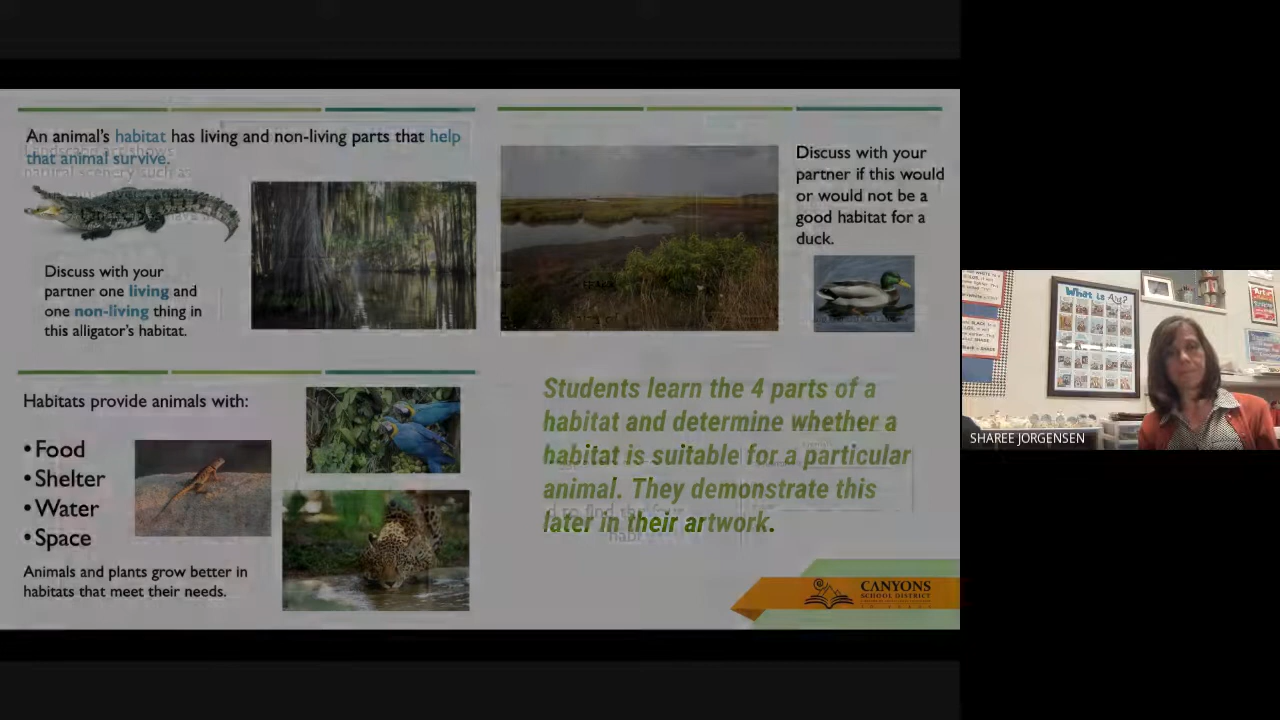 An animal's habitat has living and non-living parts that help
that animal survive.
Discuss with your
partner one living and
one non-living thing in
this alligator's habitat.
Discuss with your
partner if this would
or would not be a
good habitat for a
duck.
Habitats provide animals with:
• Food
• Shelter
• Water
• Space
Animals and plants grow better in
habitats that meet their needs.
Students learn the 4 parts of a
habitat and determine whether a
habitat is suitable for a particular
animal. They demonstrate this
later in their artwork.
CANYONS
SCHOOL DISTRICT
What is Art?
SHAREE JORGENSEN